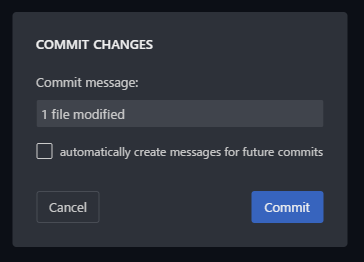 COMMIT CHANGES
Commit message:
1 file modified
automatically create messages for future commits
Cancel
Commit